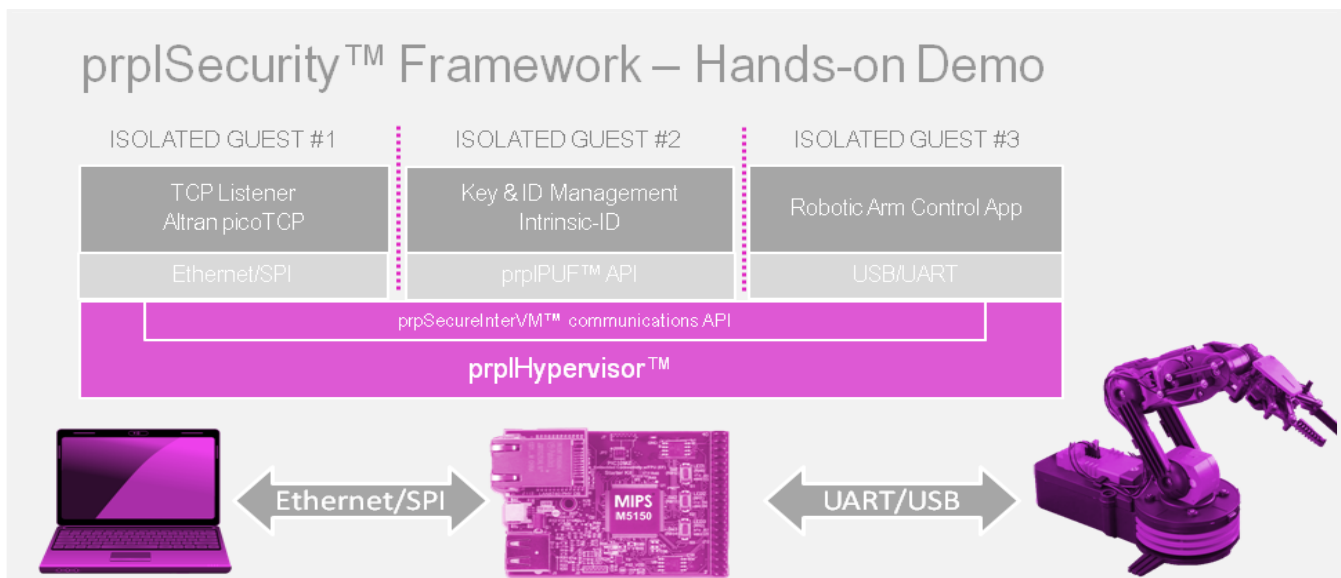 prplSecurity™ Framework – Hands-on Demo
ISOLATED GUEST #1
ISOLATED GUEST #2
ISOLATED GUEST #3
TCP Listener
Altran picoTCP
Key & ID Management
Intrinsic-ID
Robotic Arm Control App
Ethernet/SPI
prplPUF™ API
USB/UART
prpSecureInterVM™ communications API
prplHypervisor™
Ethernet/SPI
MIPS
M5150
UART/USB